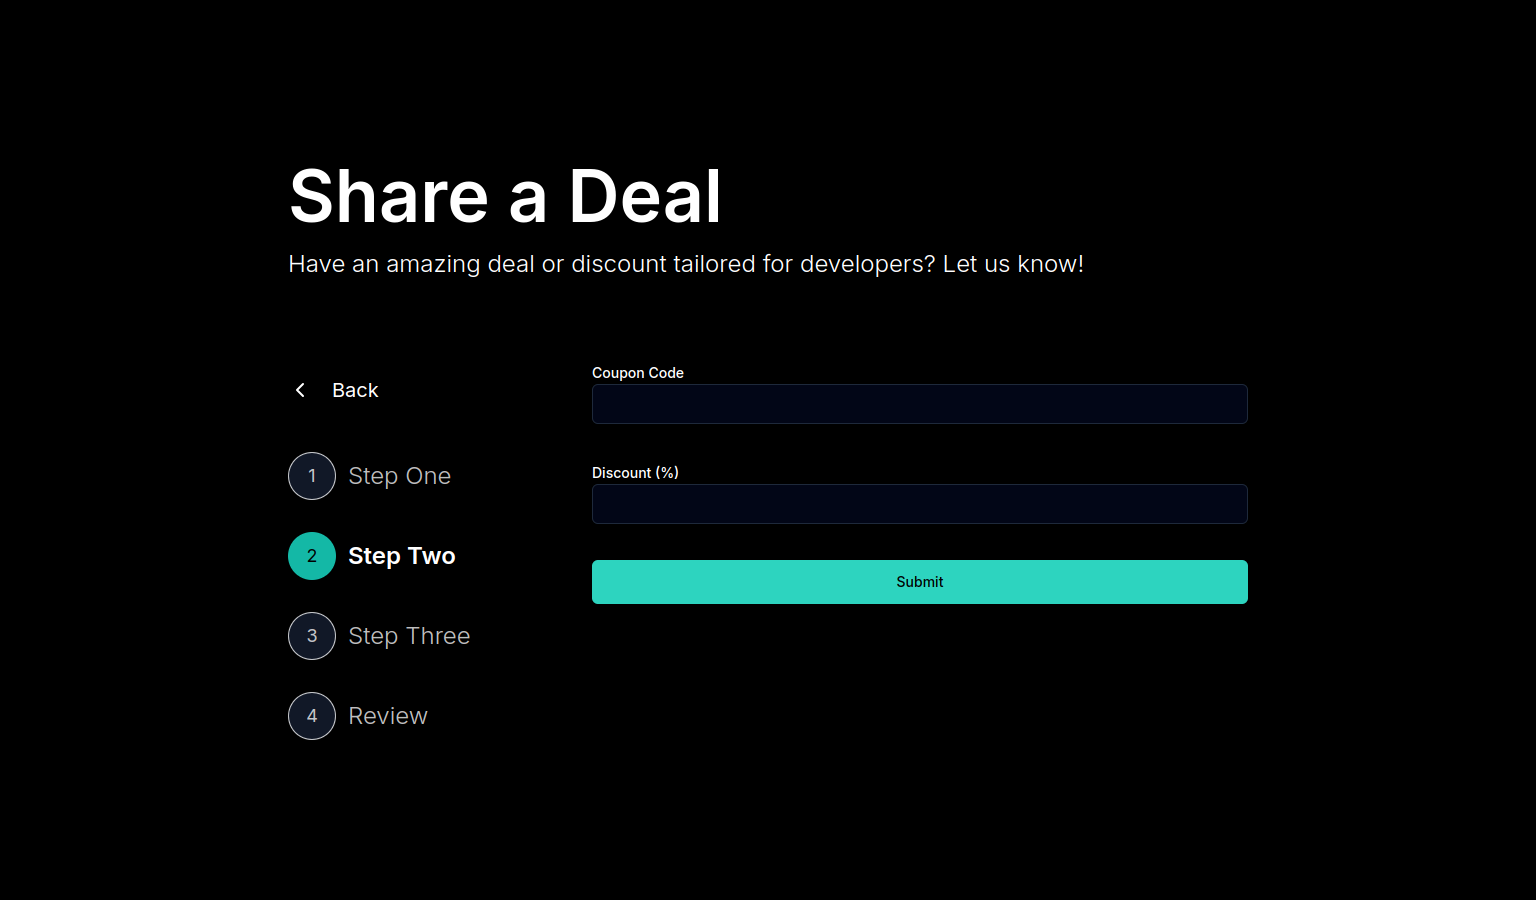 Share a Deal
Have an amazing deal or discount tailored for developers? Let us know!
Back
1 Step One
2 Step Two
3 Step Three
4 Review
Coupon Code
Discount (%)
Submit